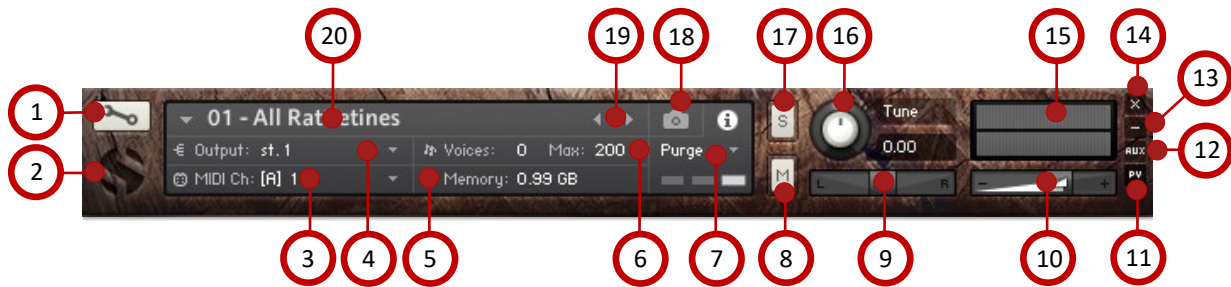 20 19 18 17 16 15 14
13
1
01 - All Ratchetines
i
S
Tune
X
−
Output: st.1
Voices: 0 Max: 200
Purge
0.00
AUX
12
2
MIDI Ch: [A] 1
Memory: 0.99 GB
M
L R
− +
PV
3 4 5 6 7 8 9 10 11